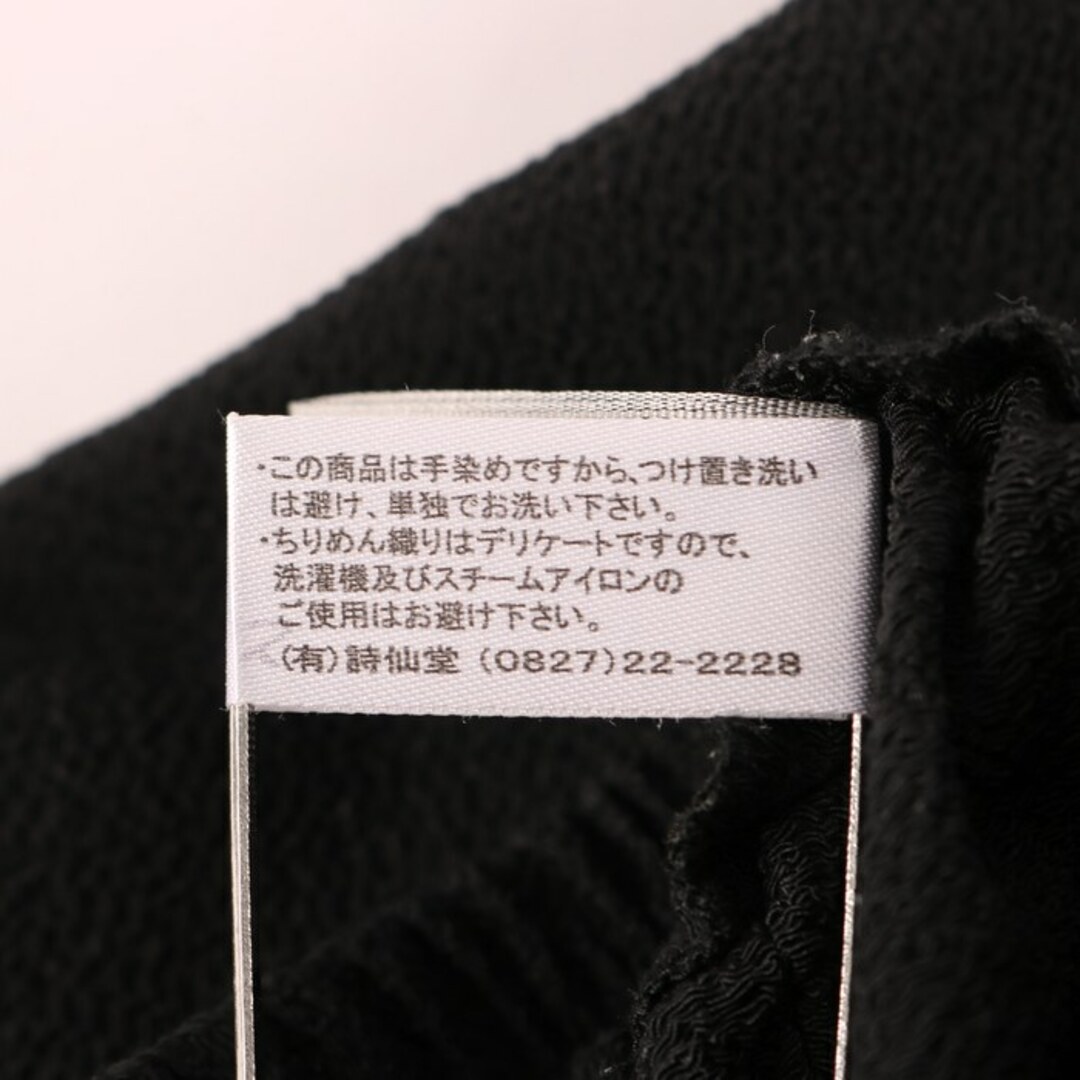 ・この商品は手染めですから、つけ置き洗い
は避け、単独でお洗い下さい。
・ちりめん織りはデリケートですので、
洗濯機及びスチームアイロンの
ご使用はお避け下さい。
(有)詩仙堂 (0827)22-2228